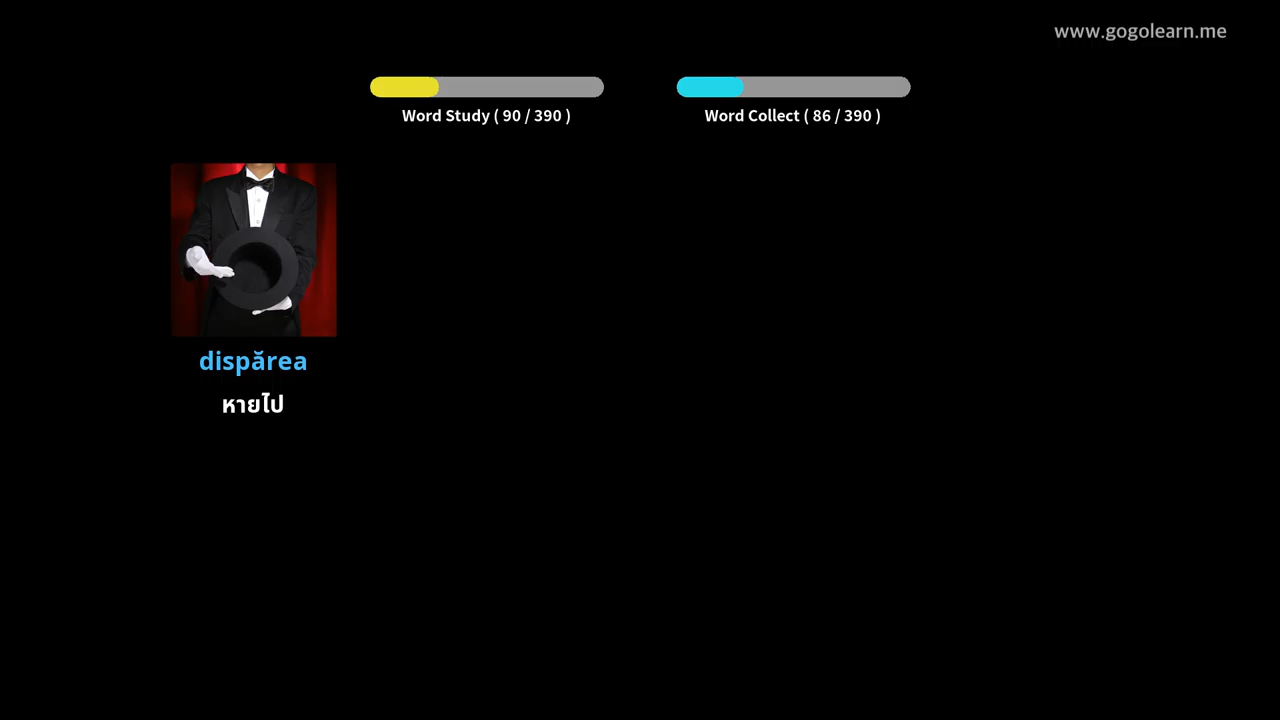 www.gogolearn.me
Word Study ( 90 / 390 )
Word Collect ( 86 / 390 )
dispărea
หายไป